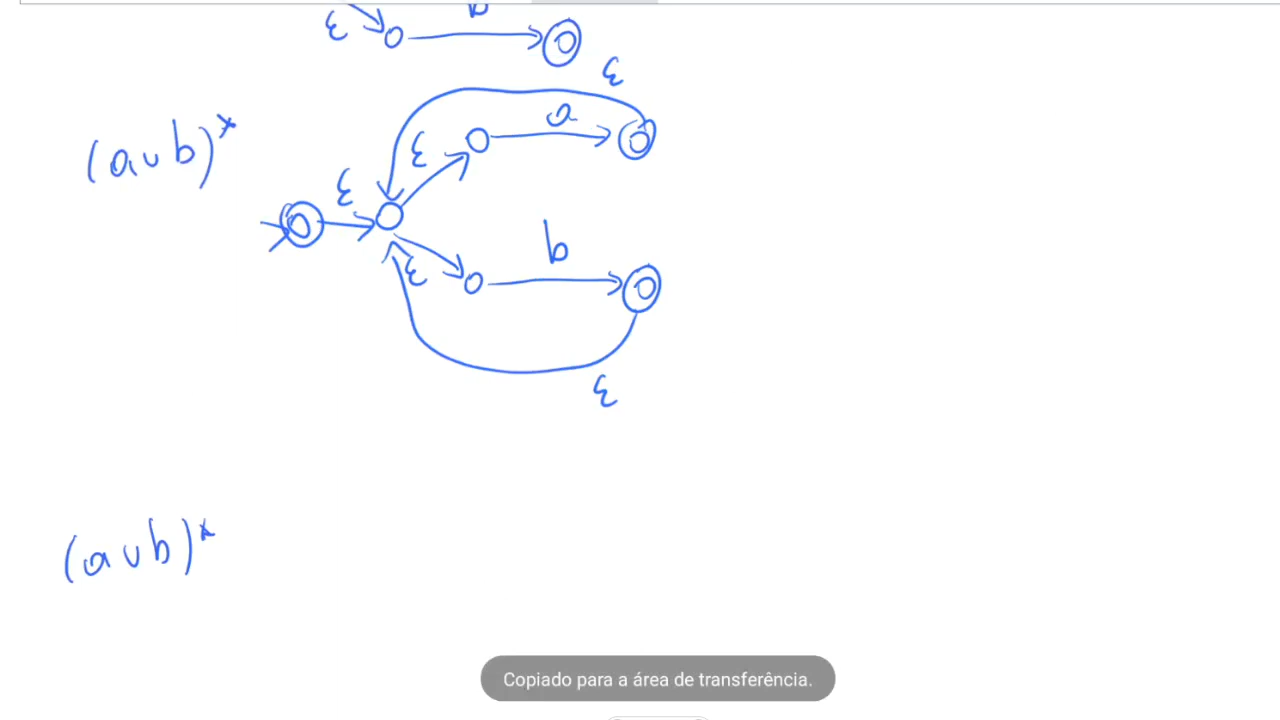 ε b
ε
(a∪b)*
ε a
ε
ε b
ε
(a∪b)*
Copiado para a área de transferência.